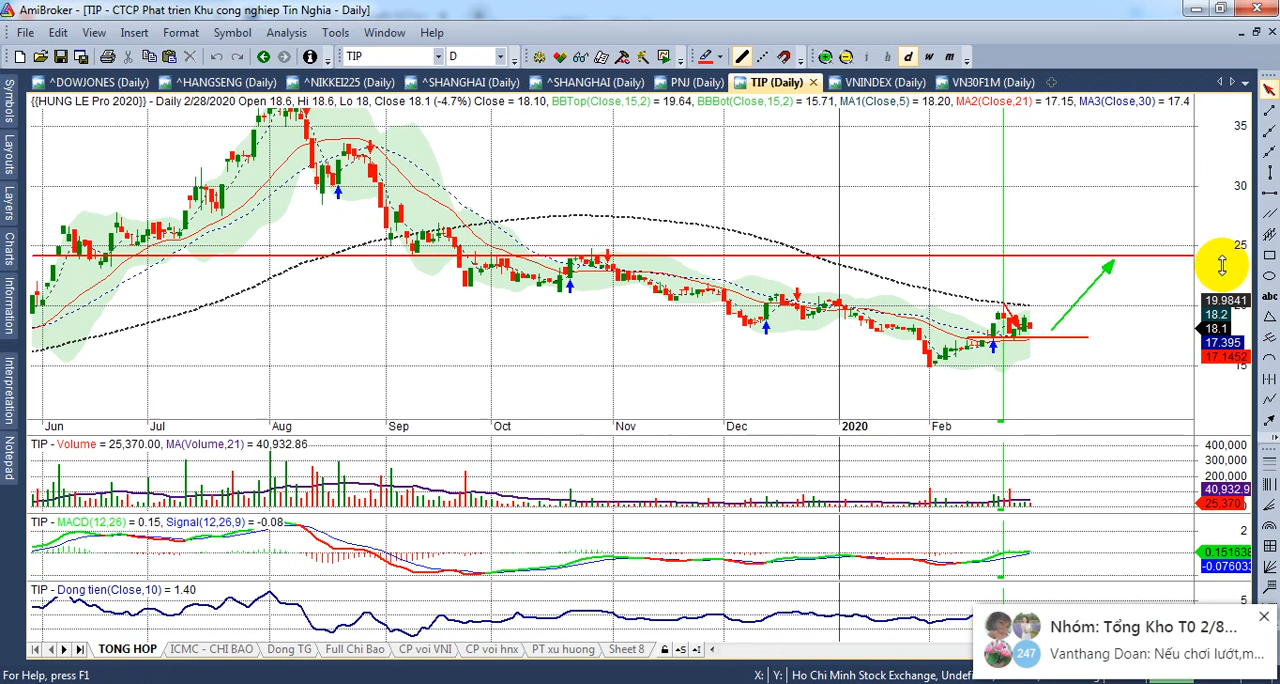 AmiBroker - [TIP - CTCP Phat trien Khu cong nghiep Tin Nghia - Daily]
File Edit View Insert Format Symbol Analysis Tools Window Help
TIP D i h d w m
^DOWJONES (Daily) ^HANGSENG (Daily) ^NIKKEI225 (Daily) ^SHANGHAI (Daily) ^SHANGHAI (Daily) PNJ (Daily) TIP (Daily) VNINDEX (Daily) VN30F1M (Daily)
{{HUNG LE Pro 2020}} - Daily 2/28/2020 Open 18.6, Hi 18.6, Lo 18, Close 18.1 (-4.7%) Close = 18.10, BBTop(Close,15,2) = 19.64, BBBot(Close,15,2) = 15.71, MA1(Close,5) = 18.20, MA2(Close,21) = 17.15, MA3(Close,30) = 17.4
Symbols
Layouts
Layers
Charts
Information
Interpretation
Notepad
35
30
25
19.9841
18.2
18.1
17.395
17.1452
15
abc
Jun Jul Aug Sep Oct Nov Dec 2020 Feb
TIP - Volume = 25,370.00, MA(Volume,21) = 40,932.86
400,000
300,000
200,000
40,932.9
25,370
TIP - MACD(12,26) = 0.15, Signal(12,26,9) = -0.08
2
0.151638
-0.076033
TIP - Dong tien(Close,10) = 1.40
5
TONG HOP ICMC - CHI BAO Dong TG Full Chi Bao CP voi VNI CP voi hnx PT xu huong Sheet 8
Nhóm: Tổng Kho T0 2/8...
247 Vanthang Doan: Nếu chơi lướt,m...
For Help, press F1 X: Y: Ho Chi Minh Stock Exchange, Undef